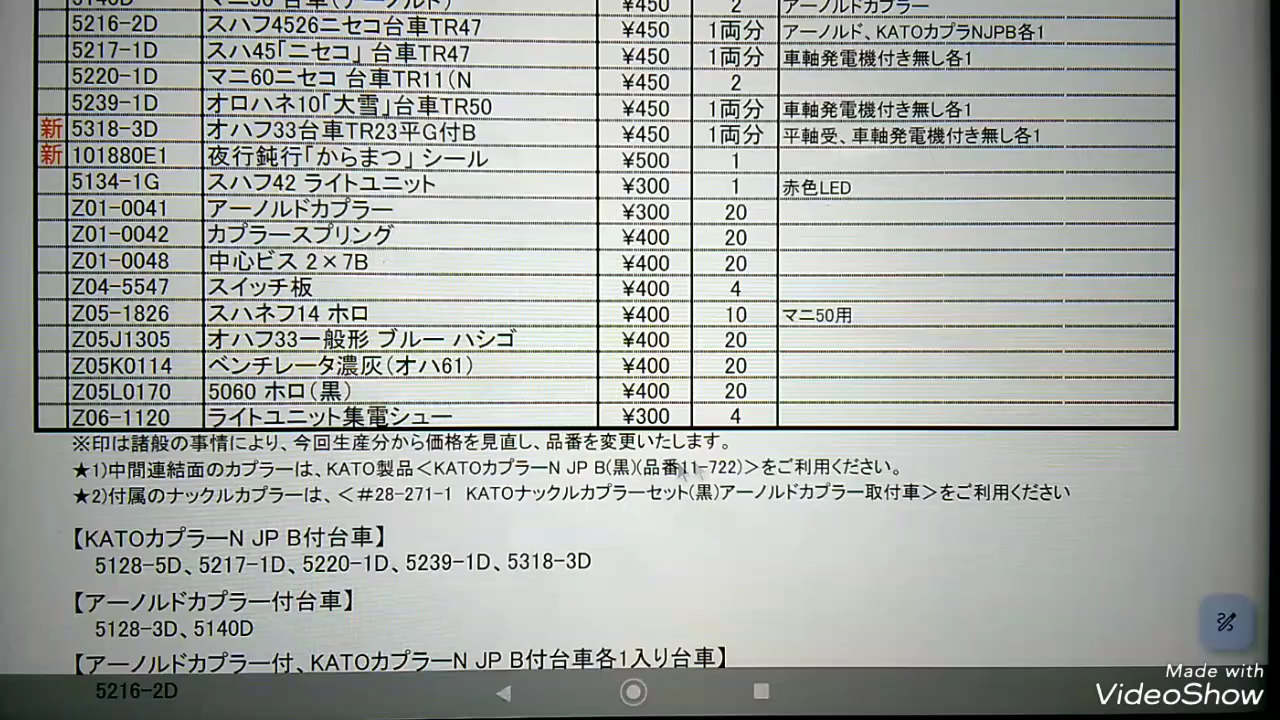 5140D マニ50 台車(アーノルド) ¥450 2 アーノルドカプラー
5216-2D スハフ4526ニセコ台車TR47 ¥450 1両分 アーノルド、KATOカプラNJPB各1
5217-1D スハ45「ニセコ」 台車TR47 ¥450 1両分 車軸発電機付き無し各1
5220-1D マニ60ニセコ 台車TR11(N ¥450 2
5239-1D オロハネ10「大雪」台車TR50 ¥450 1両分 車軸発電機付き無し各1
新 5318-3D オハフ33台車TR23平G付B ¥450 1両分 平軸受、車軸発電機付き無し各1
新 101880E1 夜行鈍行「からまつ」 シール ¥500 1
5134-1G スハフ42 ライトユニット ¥300 1 赤色LED
Z01-0041 アーノルドカプラー ¥300 20
Z01-0042 カプラースプリング ¥400 20
Z01-0048 中心ビス 2×7B ¥400 20
Z04-5547 スイッチ板 ¥400 4
Z05-1826 スハネフ14 ホロ ¥400 10 マニ50用
Z05J1305 オハフ33一般形 ブルー ハシゴ ¥400 20
Z05K0114 ベンチレータ濃灰(オハ61) ¥400 20
Z05L0170 5060 ホロ(黒) ¥400 20
Z06-1120 ライトユニット集電シュー ¥300 4
※印は諸般の事情により、今回生産分から価格を見直し、品番を変更いたします。
★1)中間連結面のカプラーは、KATO製品<KATOカプラーN JP B(黒)(品番11-722)>をご利用ください。
★2)付属のナックルカプラーは、<#28-271-1 KATOナックルカプラーセット(黒)アーノルドカプラー取付車>をご利用ください
【KATOカプラーN JP B付台車】
5128-5D、5217-1D、5220-1D、5239-1D、5318-3D
【アーノルドカプラー付台車】
5128-3D、5140D
【アーノルドカプラー付、KATOカプラーN JP B付台車各1入り台車】
5216-2D
Made with
VideoShow